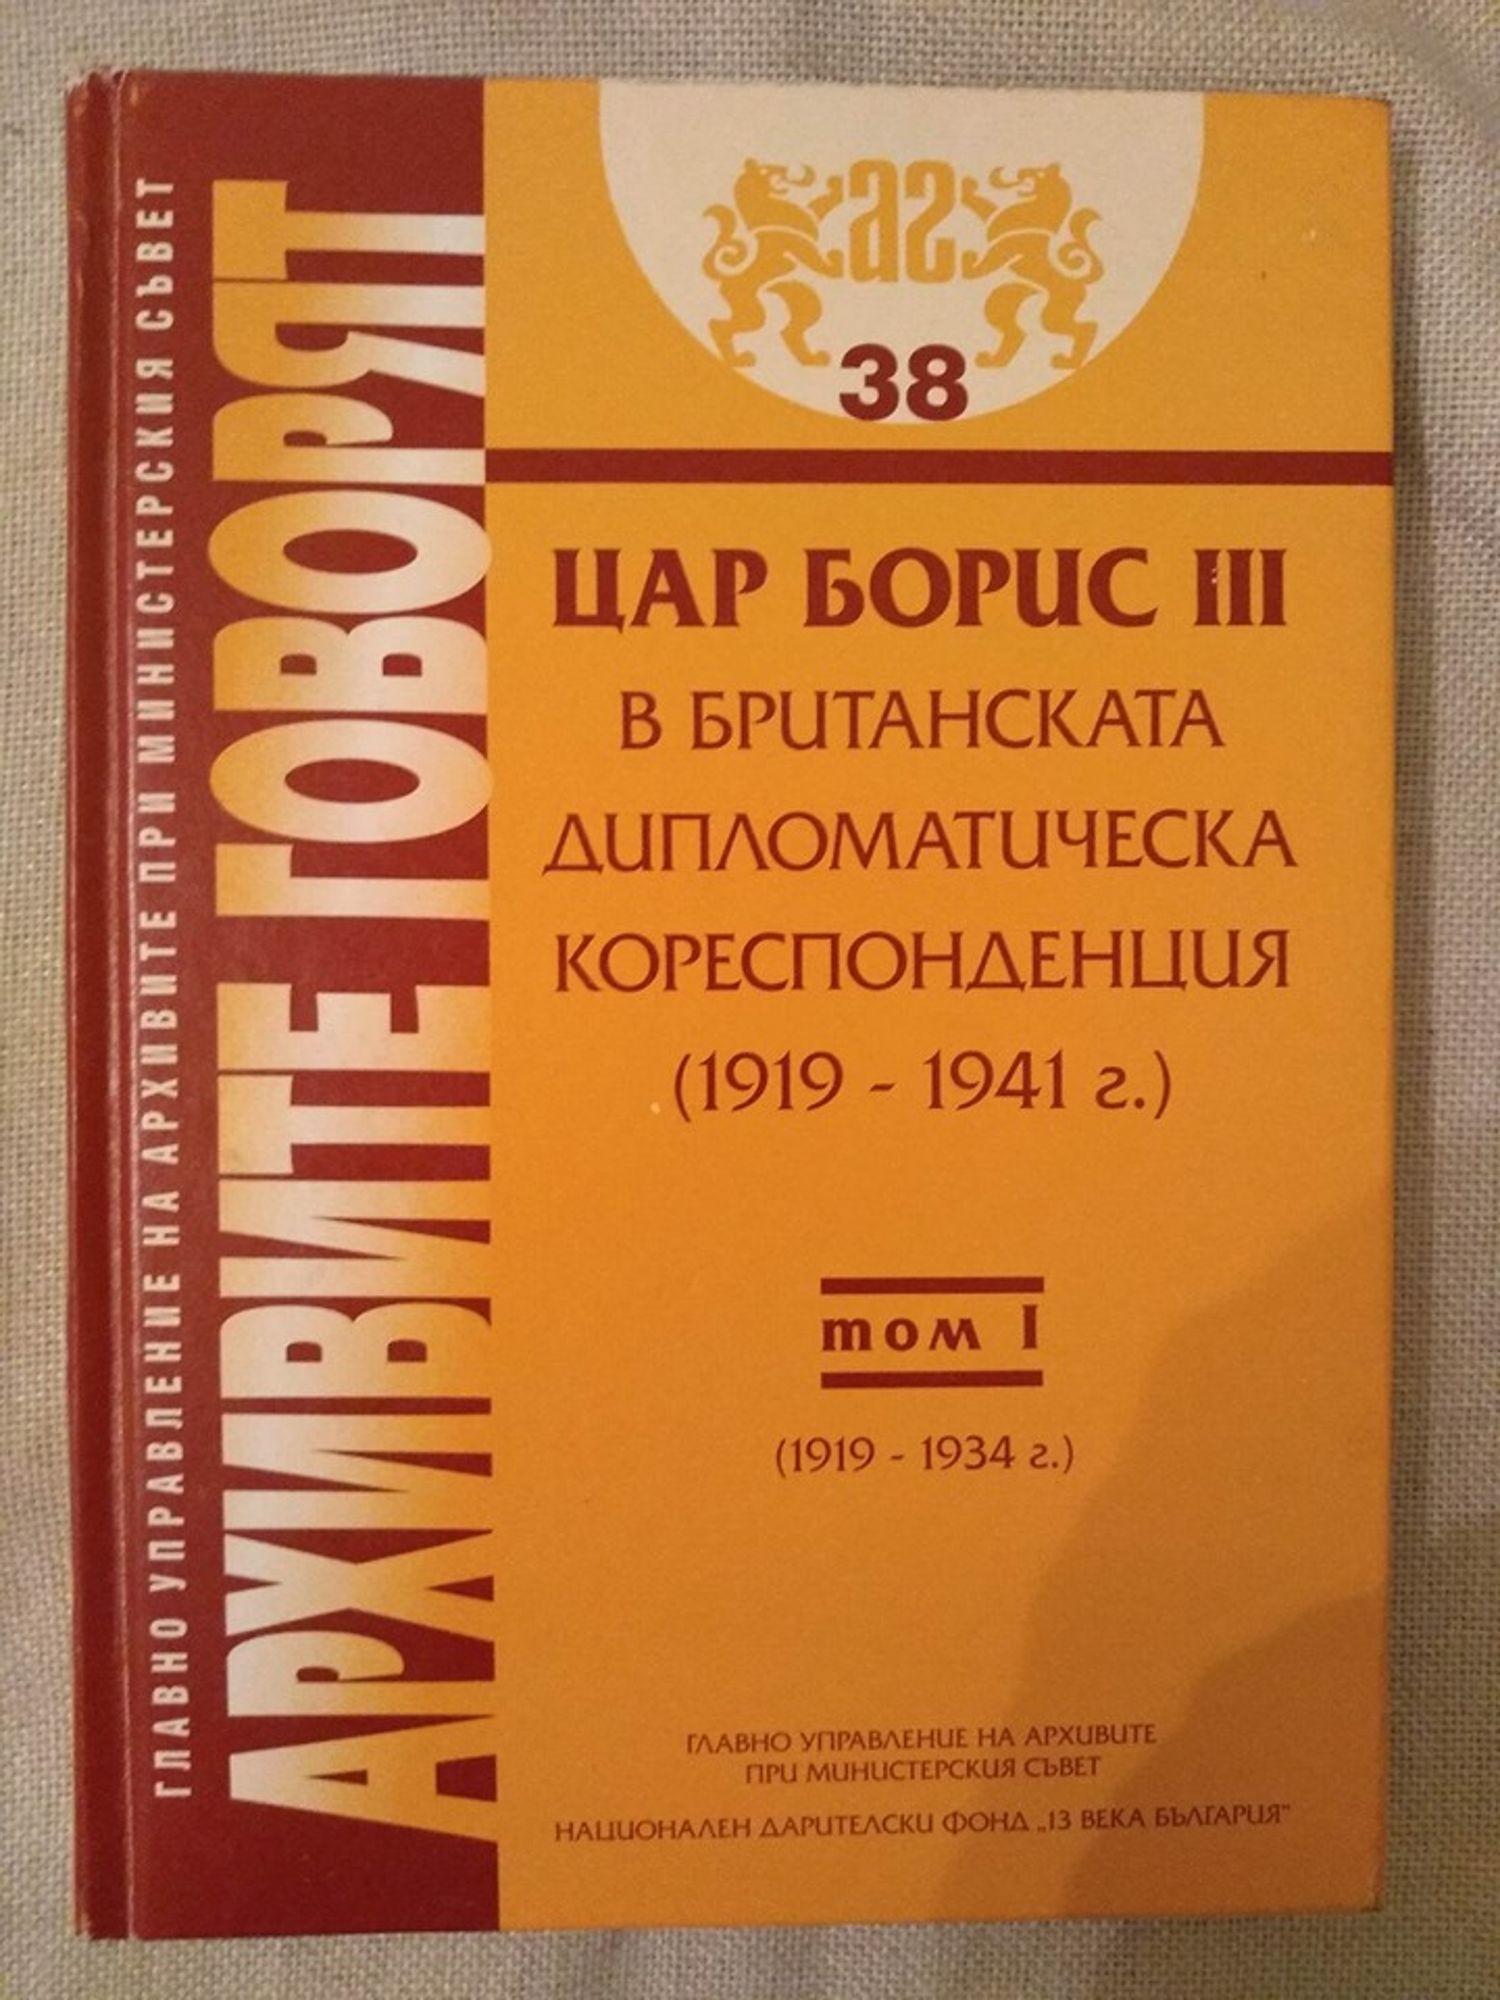 ГЛАВНО УПРАВЛЕНИЕ НА АРХИВИТЕ ПРИ МИНИСТЕРСКИЯ СЪВЕТ
АРХИВИТЕ ГОВОРЯТ
аг
38
ЦАР БОРИС III
В БРИТАНСКАТА
ДИПЛОМАТИЧЕСКА
КОРЕСПОНДЕНЦИЯ
(1919 - 1941 г.)
том I
(1919 - 1934 г.)
ГЛАВНО УПРАВЛЕНИЕ НА АРХИВИТЕ
ПРИ МИНИСТЕРСКИЯ СЪВЕТ
НАЦИОНАЛЕН ДАРИТЕЛСКИ ФОНД „13 ВЕКА БЪЛГАРИЯ"